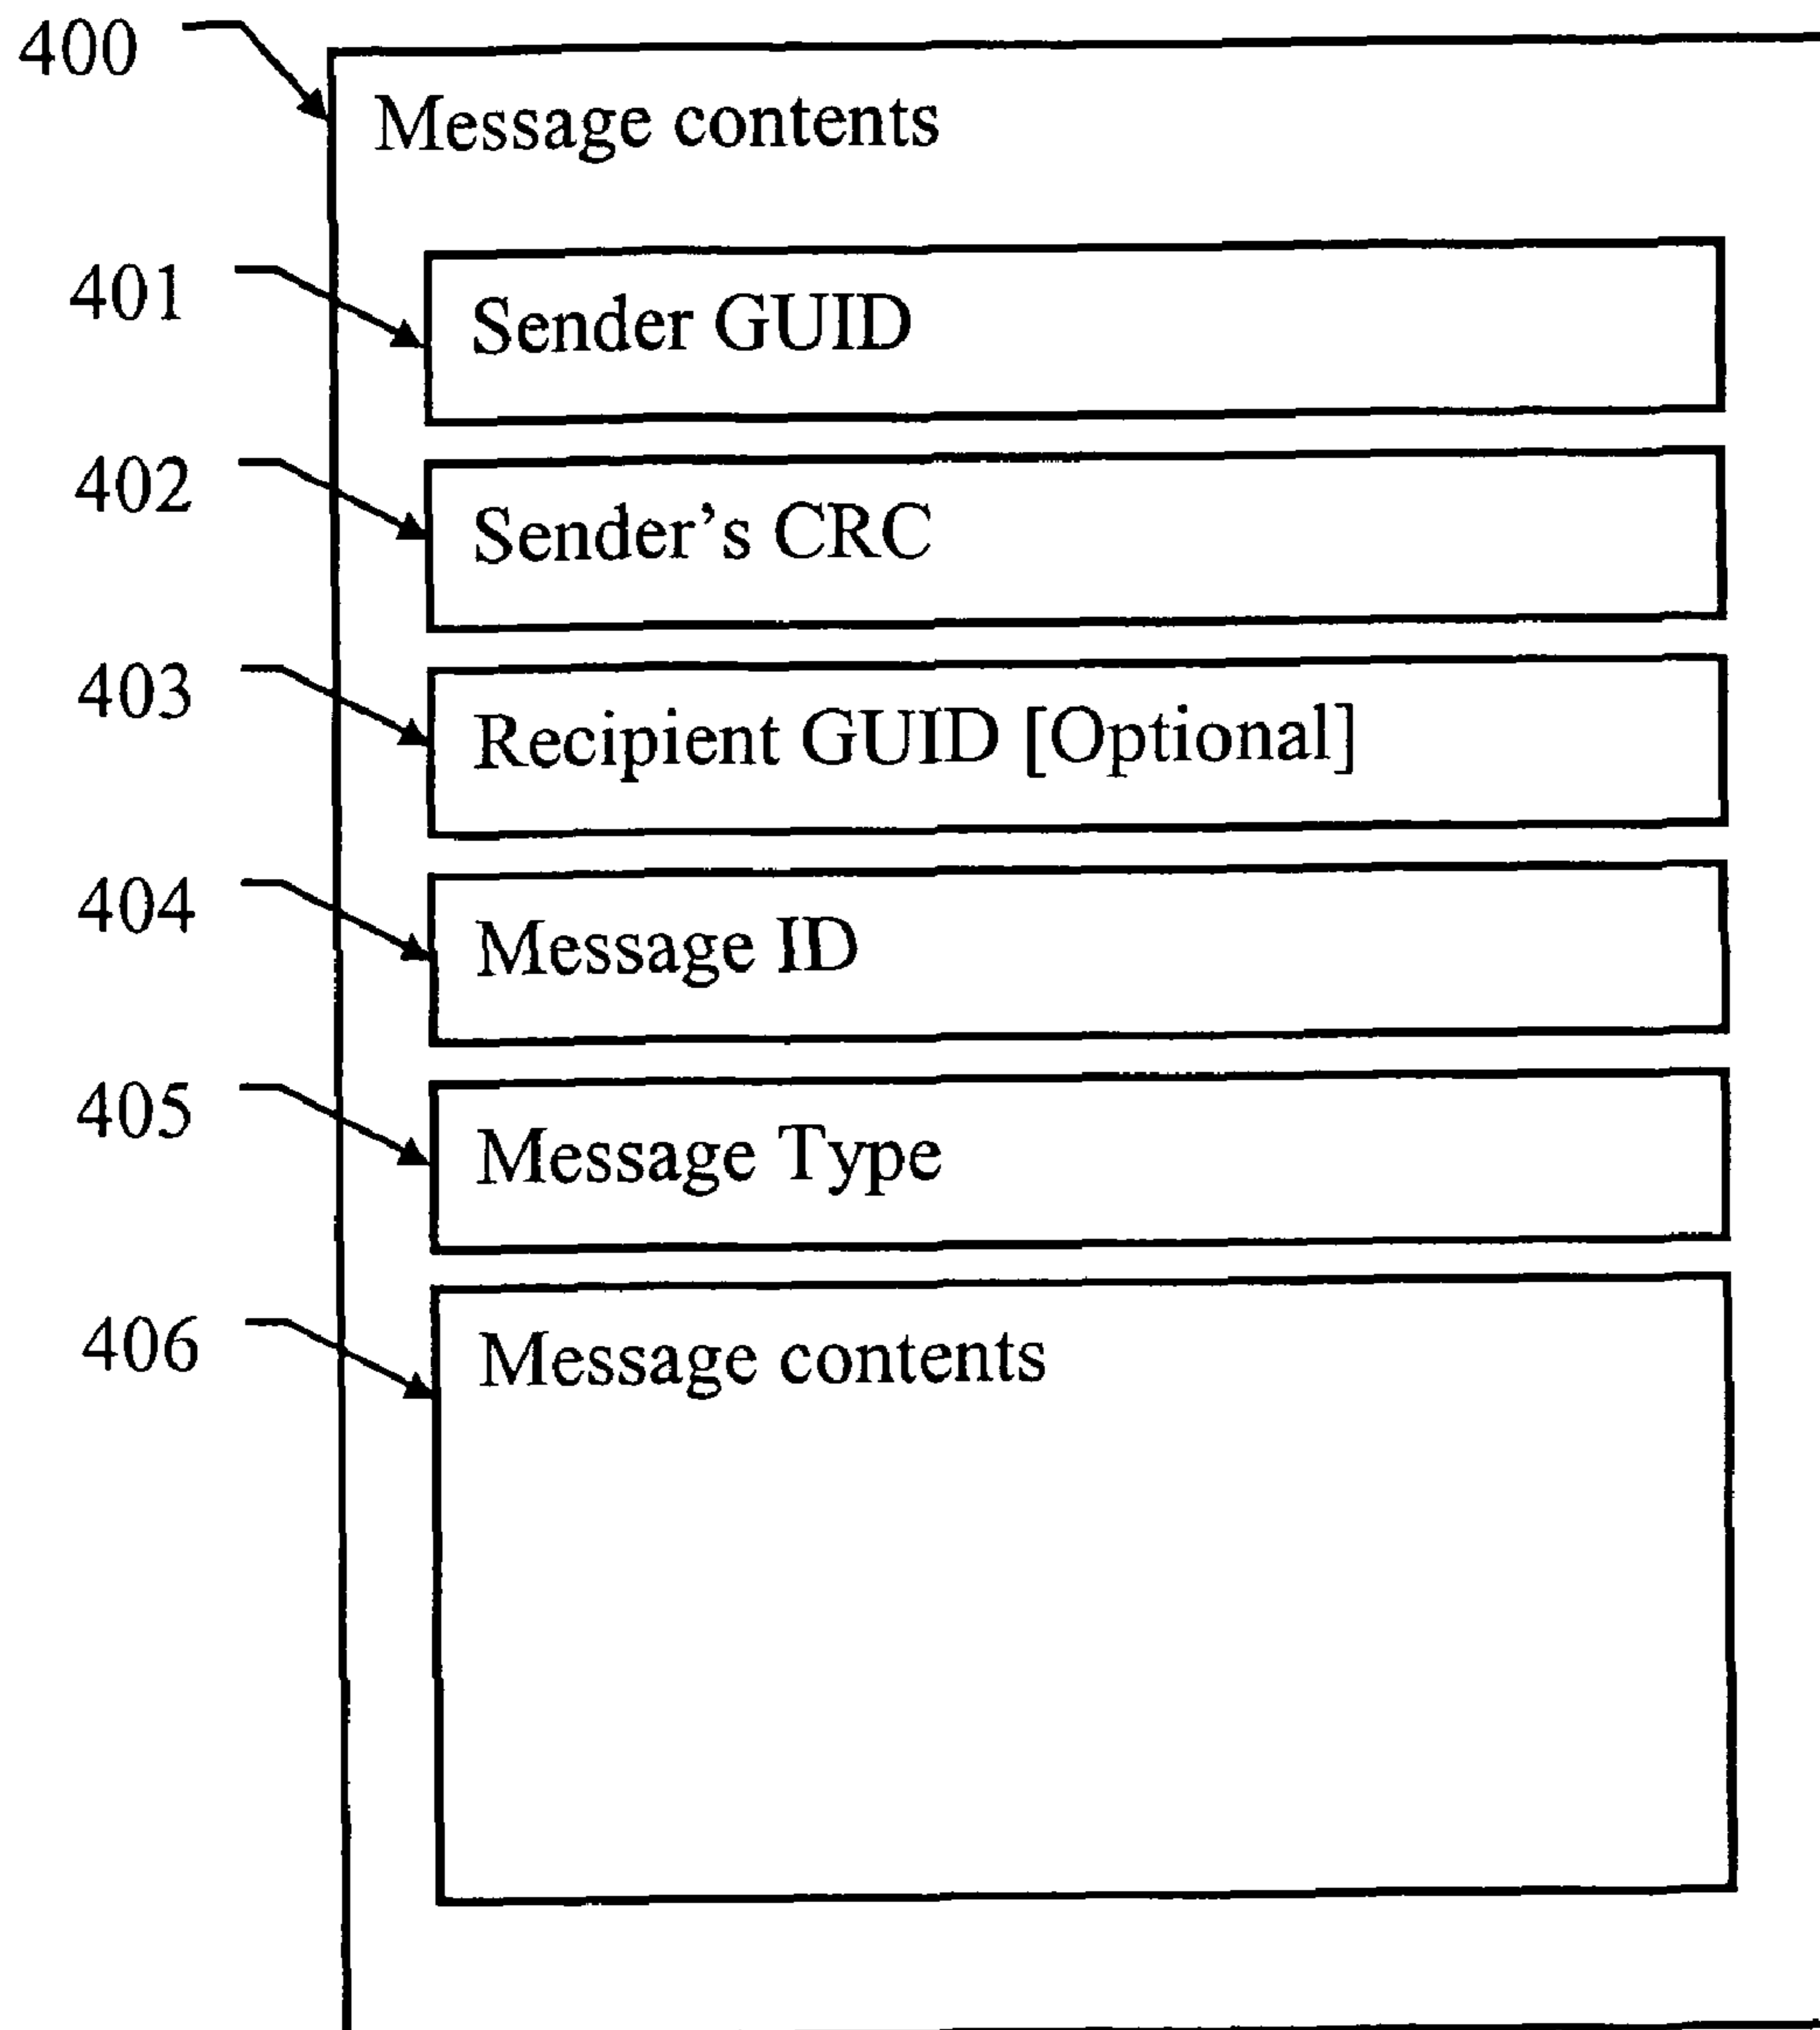 400
Message contents
401
Sender GUID
402
Sender’s CRC
403
Recipient GUID [Optional]
404
Message ID
405
Message Type
406
Message contents